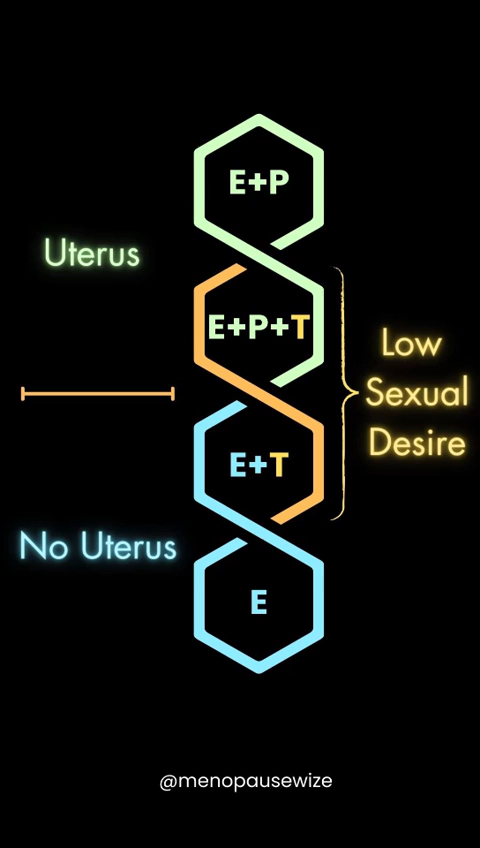 E+P
Uterus
E+P+T
Low
Sexual
Desire
E+T
No Uterus
E
@menopausewize